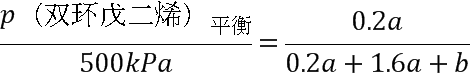 p（双环戊二烯）平衡 / 500kPa = 0.2a / 0.2a + 1.6a + b